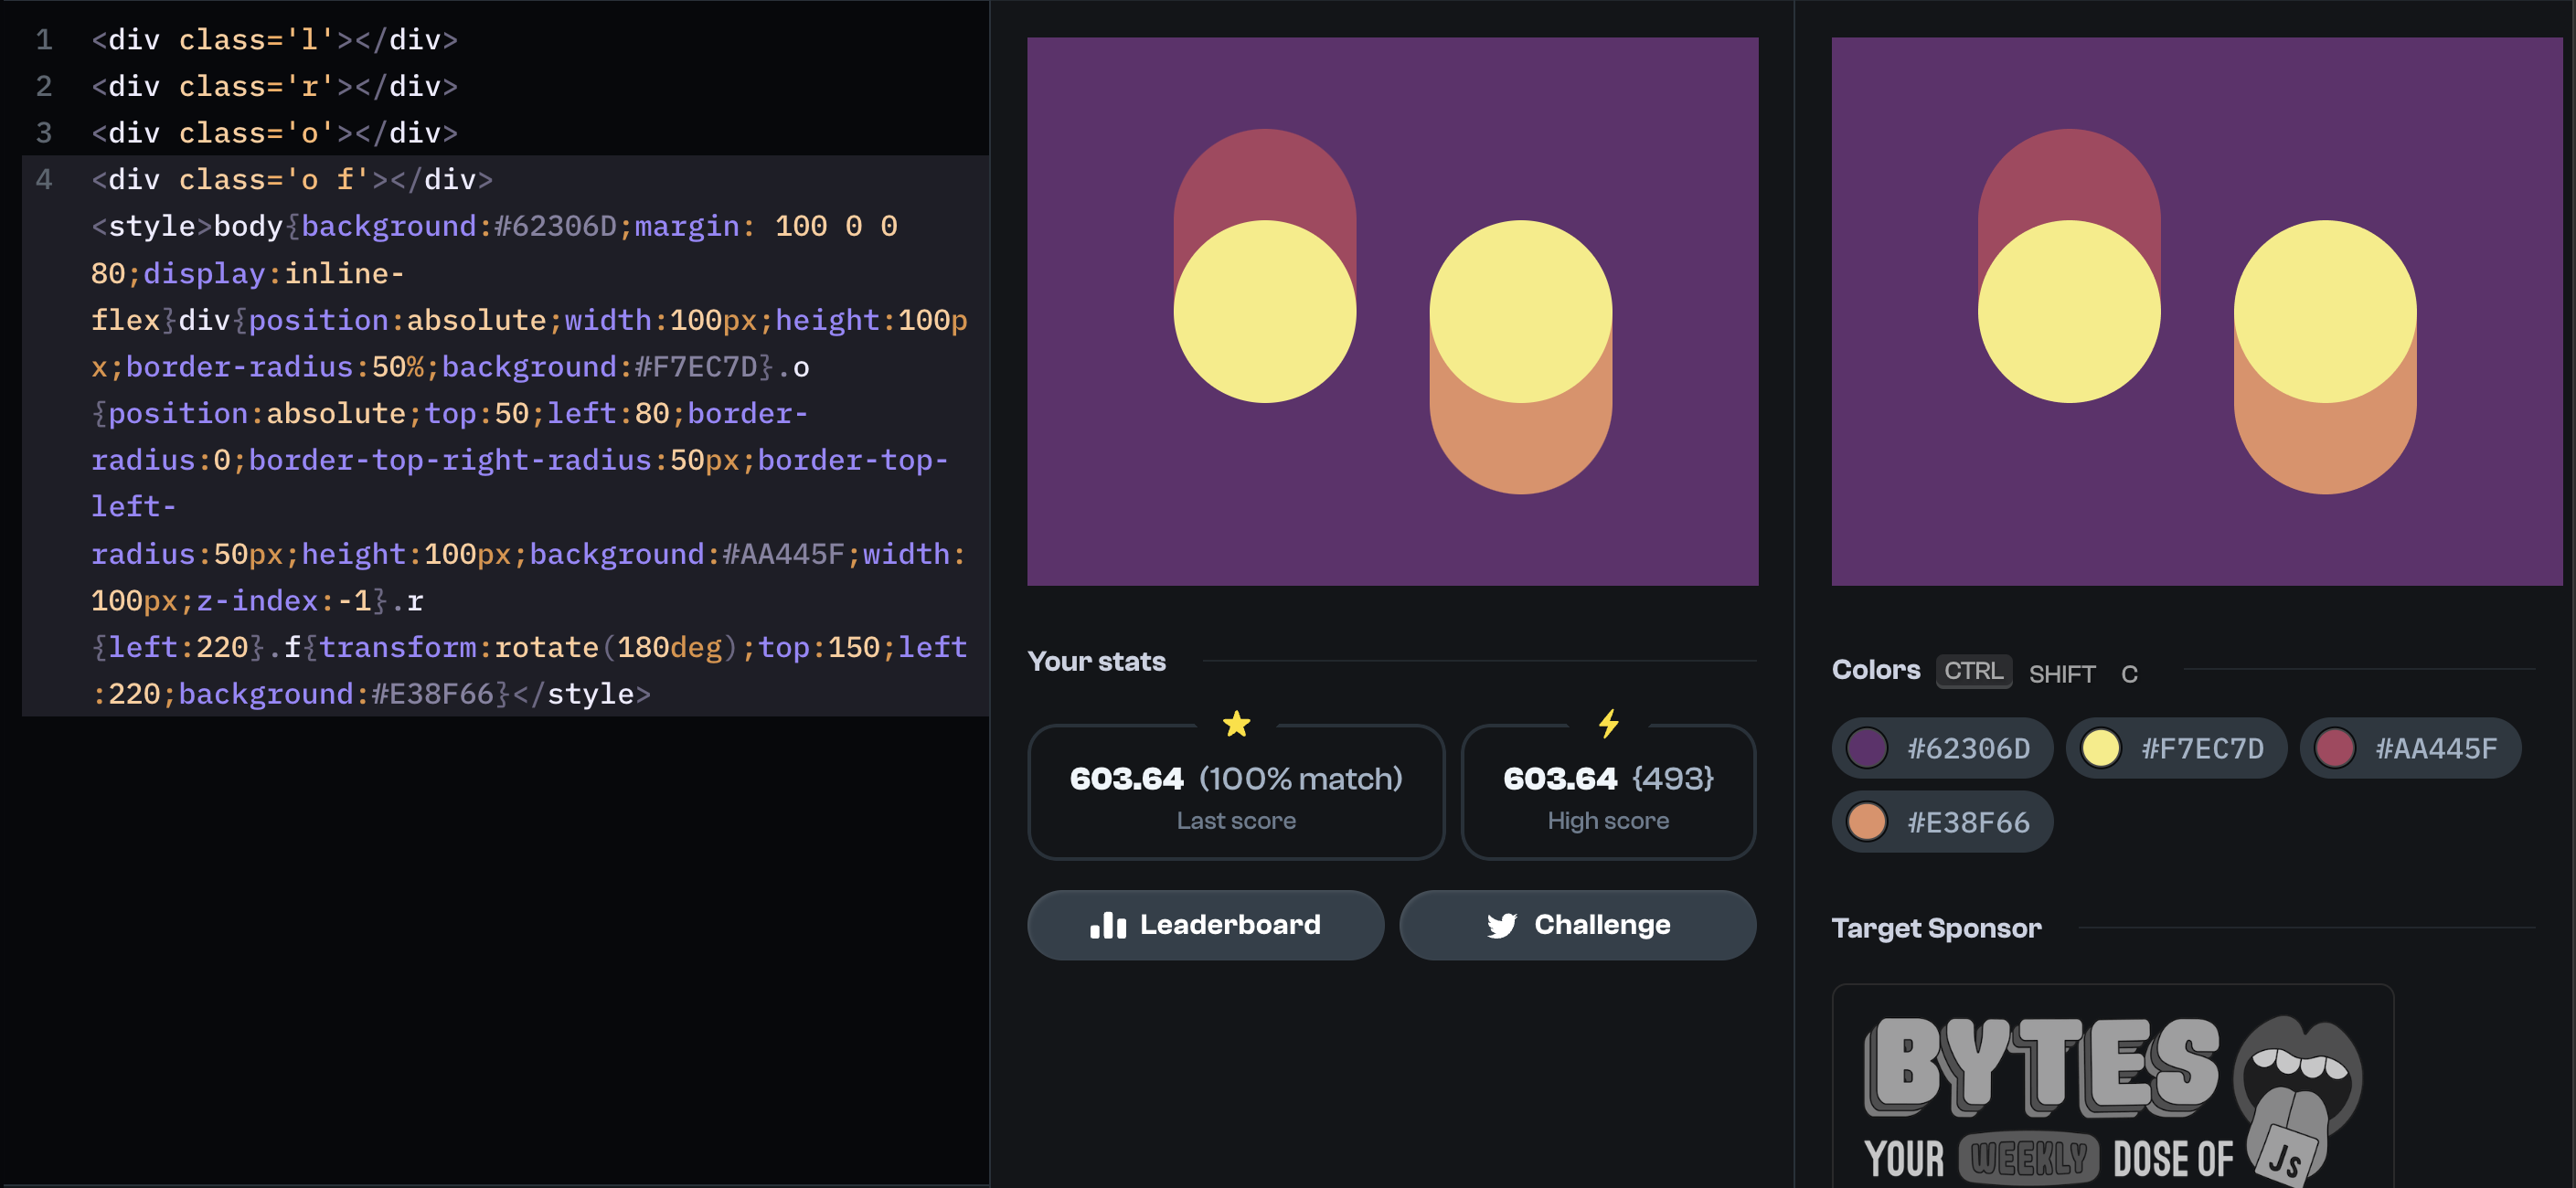 1 <div class='l'></div>
2 <div class='r'></div>
3 <div class='o'></div>
4 <div class='o f'></div>
<style>body{background:#62306D;margin: 100 0 0
80;display:inline-
flex}div{position:absolute;width:100px;height:100p
x;border-radius:50%;background:#F7EC7D}.o
{position:absolute;top:50;left:80;border-
radius:0;border-top-right-radius:50px;border-top-
left-
radius:50px;height:100px;background:#AA445F;width:
100px;z-index:-1}.r
{left:220}.f{transform:rotate(180deg);top:150;left
:220;background:#E38F66}</style>
Your stats
603.64 (100% match)
Last score
603.64 {493}
High score
Leaderboard
Challenge
Colors CTRL SHIFT C
#62306D #F7EC7D #AA445F
#E38F66
Target Sponsor
BYTES
YOUR WEEKLY DOSE OF
Js